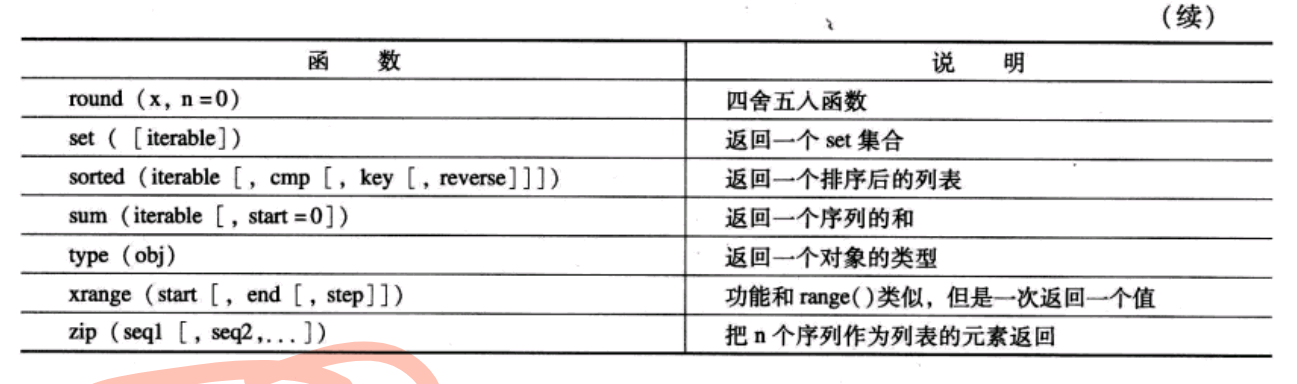 （续）
函 数 说 明
round (x, n =0) 四舍五入函数
set ( [iterable]) 返回一个 set 集合
sorted (iterable [, cmp [, key [, reverse]]]) 返回一个排序后的列表
sum (iterable [, start =0]) 返回一个序列的和
type (obj) 返回一个对象的类型
xrange (start [, end [, step]]) 功能和 range()类似，但是一次返回一个值
zip (seq1 [, seq2,...]) 把 n 个序列作为列表的元素返回